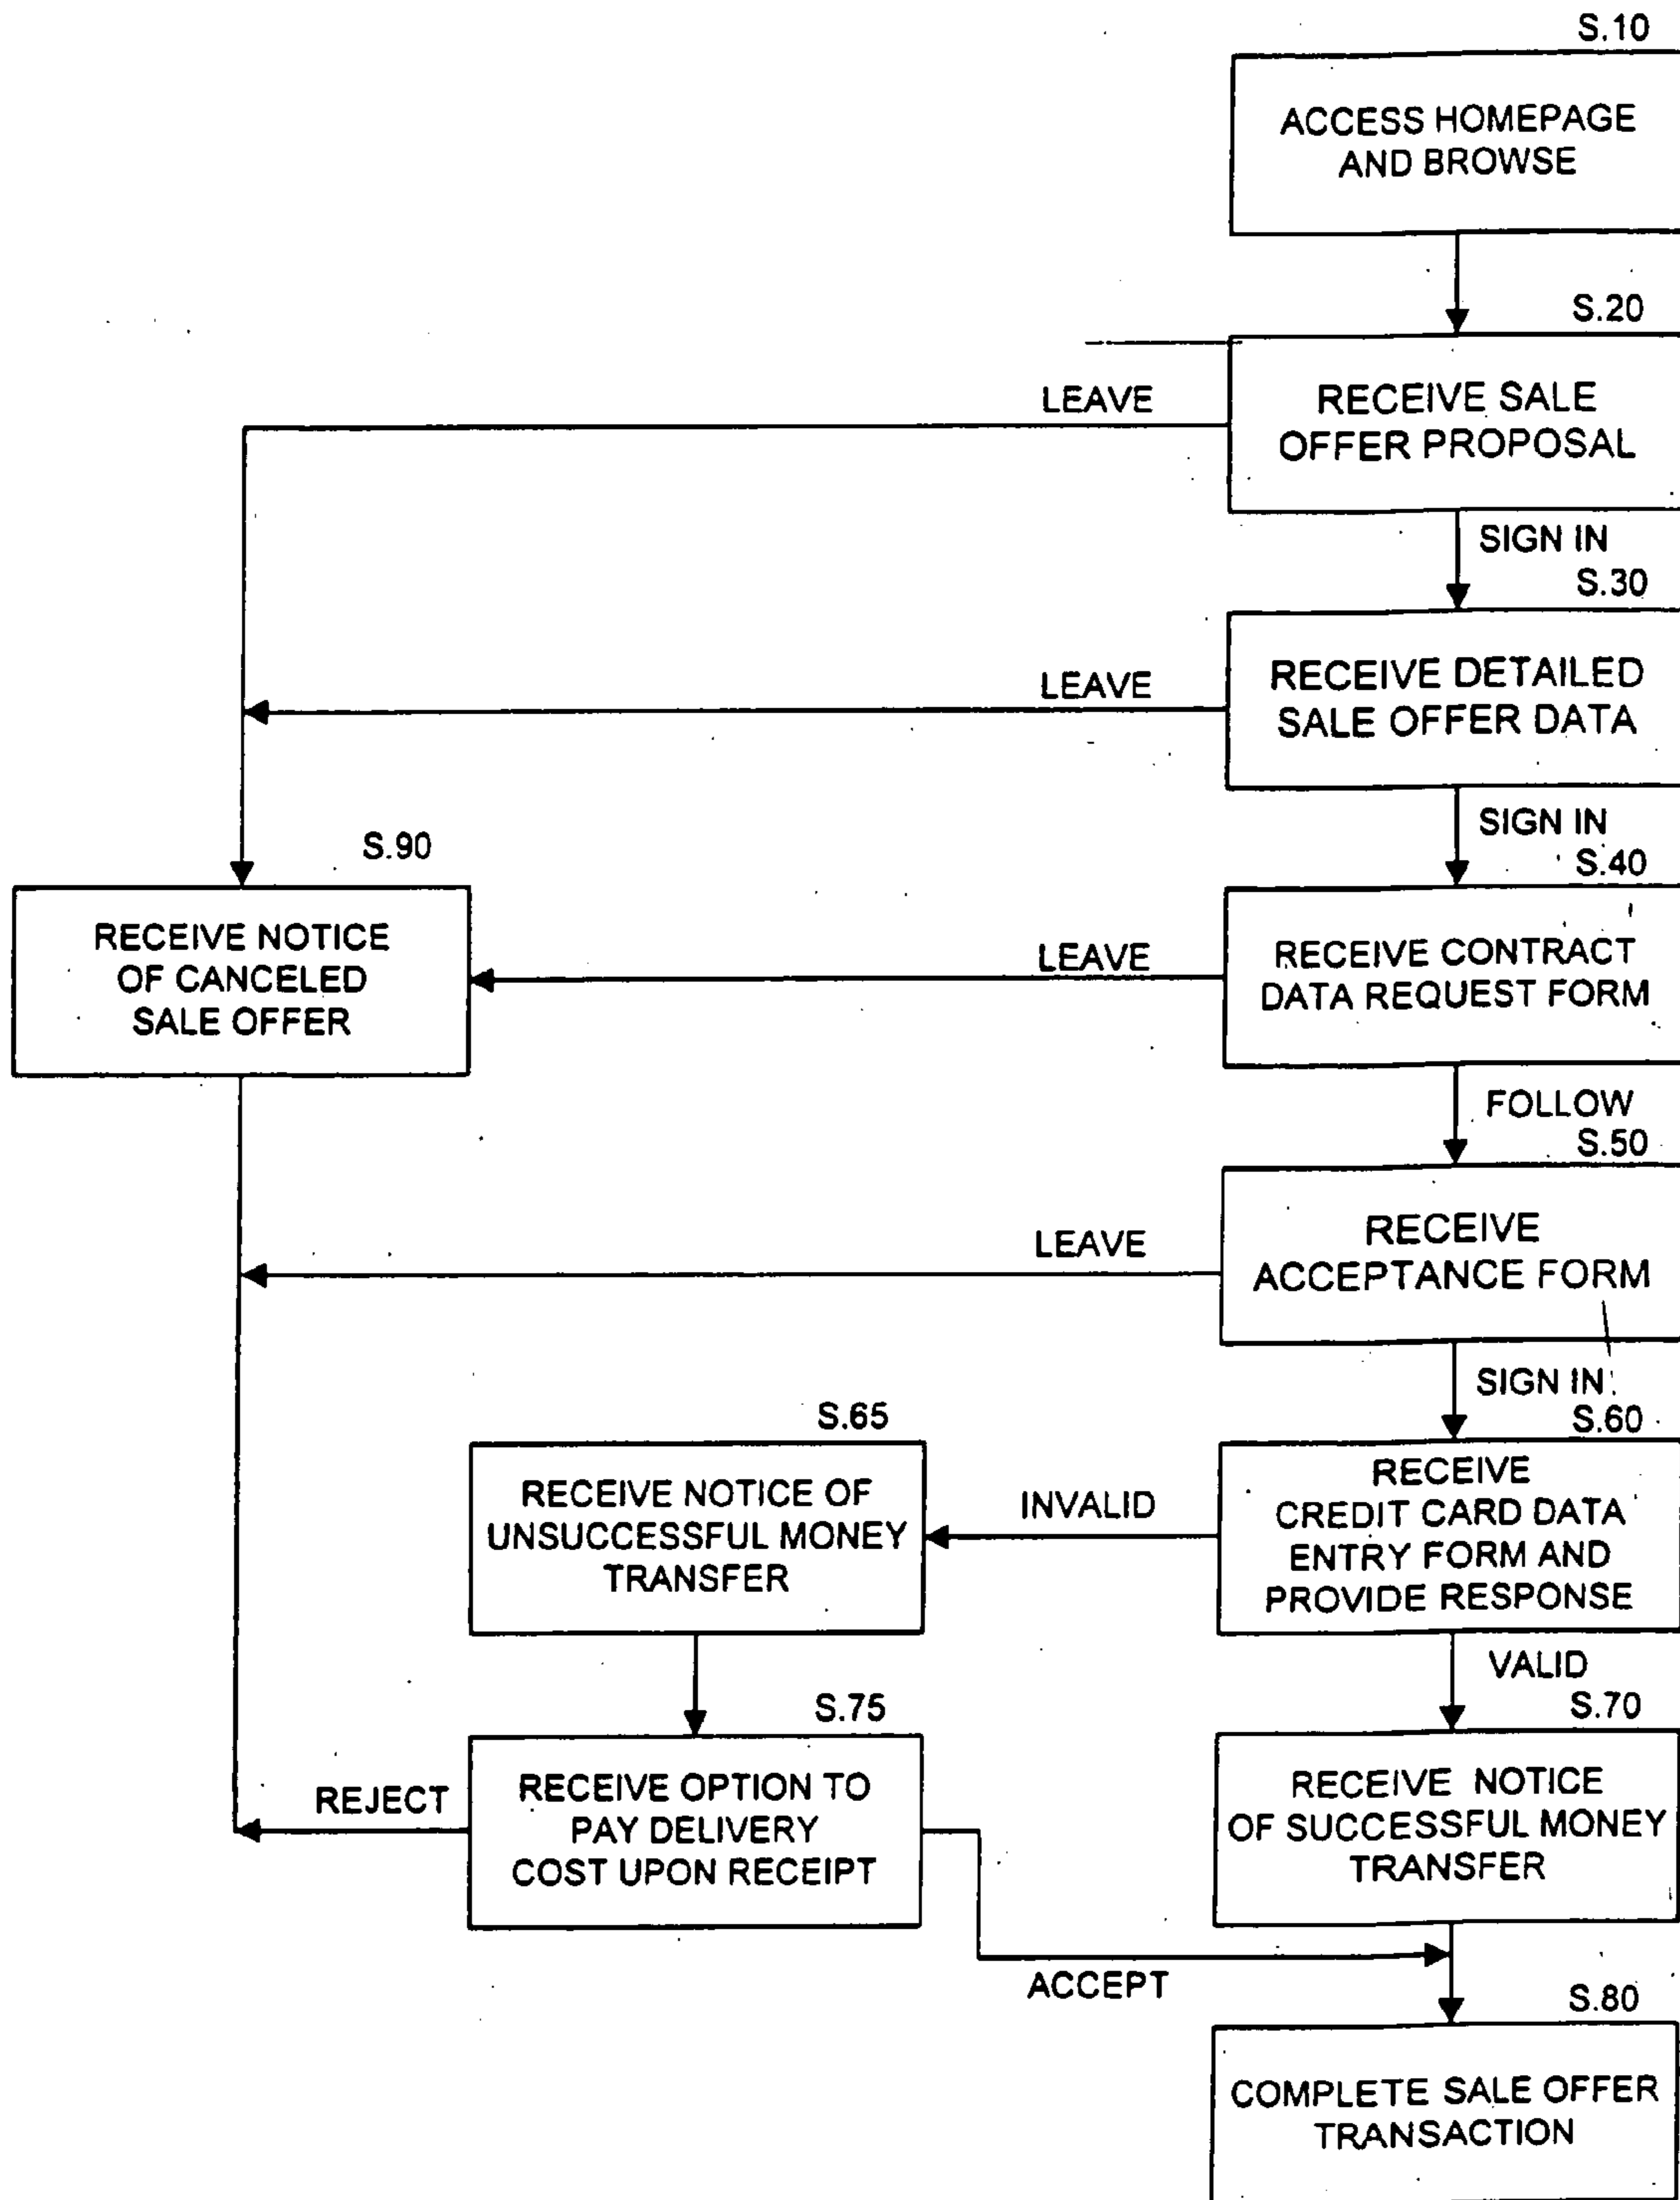 S.10
ACCESS HOMEPAGE
AND BROWSE
S.20
LEAVE
RECEIVE SALE
OFFER PROPOSAL
SIGN IN
S.30
LEAVE
RECEIVE DETAILED
SALE OFFER DATA
SIGN IN
S.90
S.40
RECEIVE NOTICE
OF CANCELED
SALE OFFER
LEAVE
RECEIVE CONTRACT
DATA REQUEST FORM
FOLLOW
S.50
LEAVE
RECEIVE
ACCEPTANCE FORM
SIGN IN
S.65
S.60
RECEIVE NOTICE OF
UNSUCCESSFUL MONEY
TRANSFER
INVALID
RECEIVE
CREDIT CARD DATA
ENTRY FORM AND
PROVIDE RESPONSE
VALID
S.75
S.70
REJECT
RECEIVE OPTION TO
PAY DELIVERY
COST UPON RECEIPT
RECEIVE NOTICE
OF SUCCESSFUL MONEY
TRANSFER
ACCEPT
S.80
COMPLETE SALE OFFER
TRANSACTION